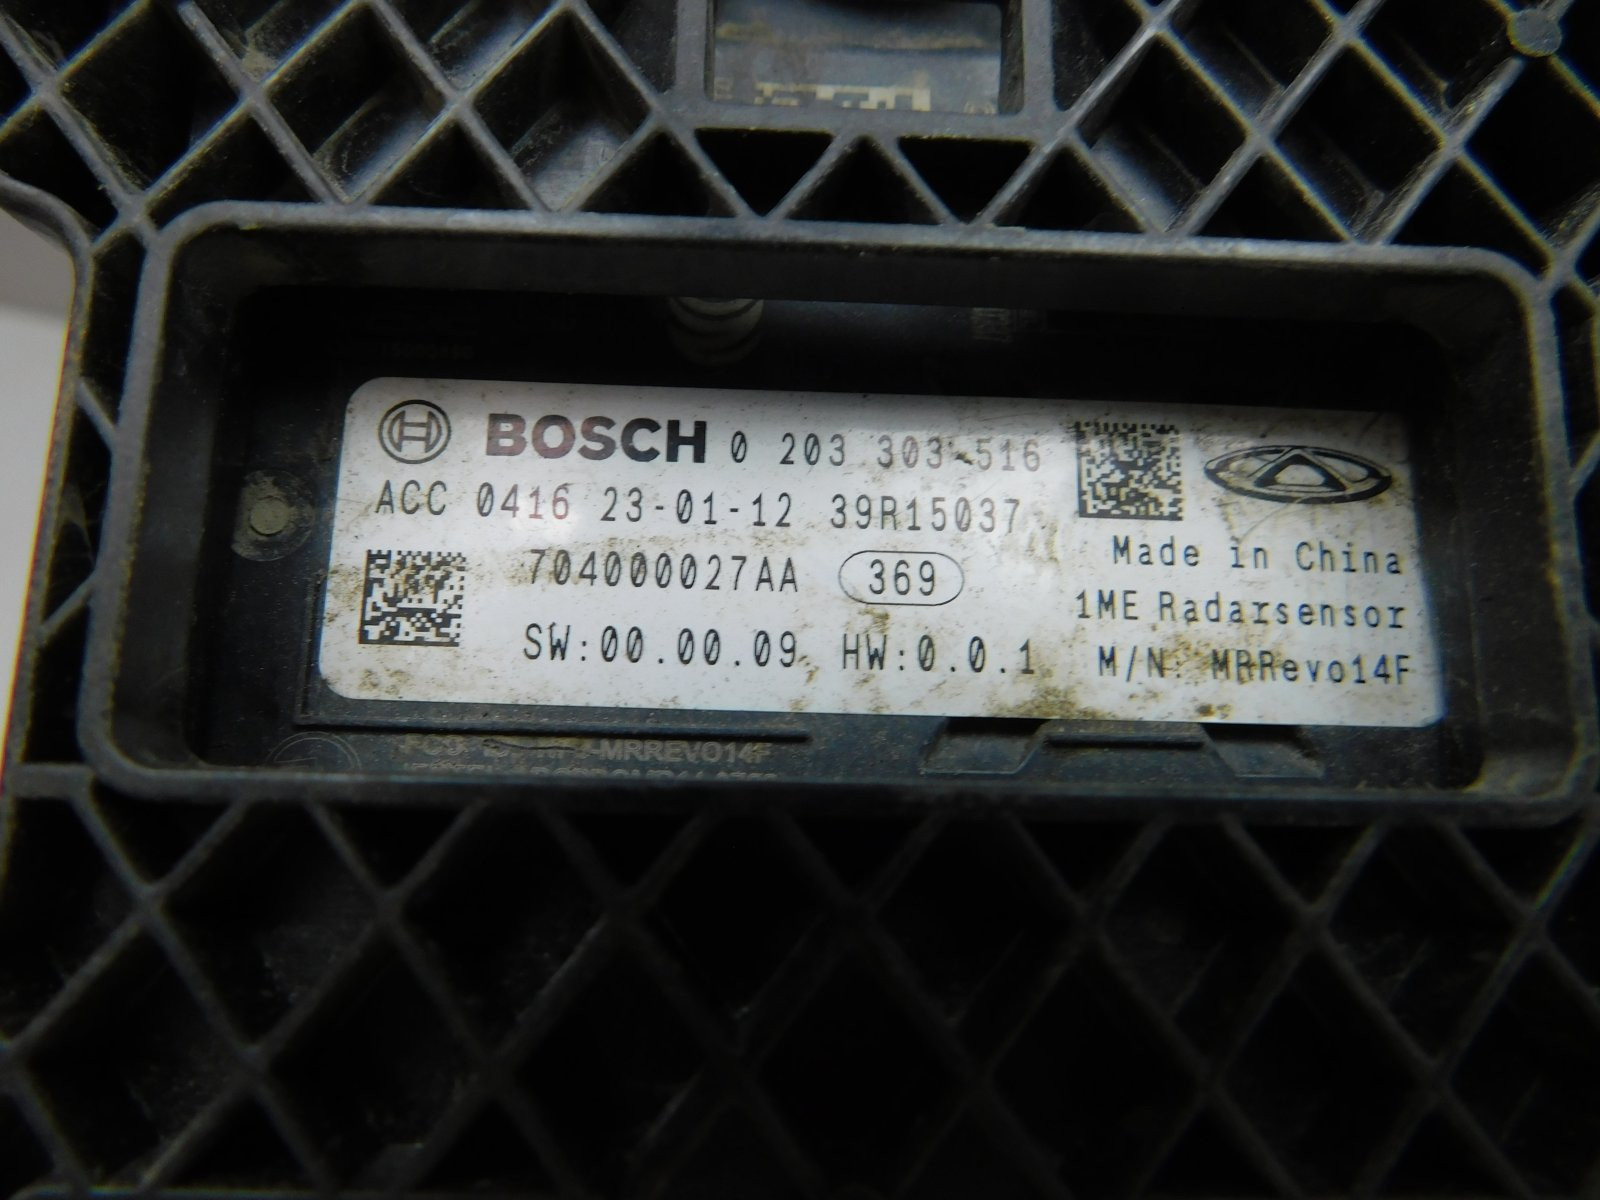 BOSCH 0 203 303 516
ACC 0416 23-01-12 39R15037
704000027AA 369
SW:00.00.09 HW:0.0.1
Made in China
1ME Radarsensor
M/N: MRRevo14F
MRREVO14F